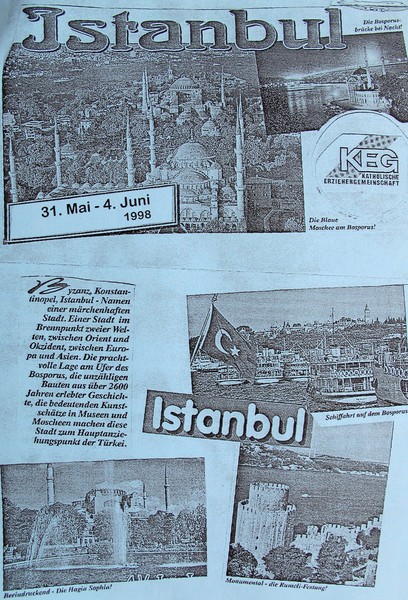 Istanbul
Die Bosporus-
brücke bei Nacht!
KEG
KATHOLISCHE
ERZIEHERGEMEINSCHAFT
31. Mai - 4. Juni
1998
Die Blaue
Moschee am Bosporus!
Byzanz, Konstan-
tinopel, Istanbul - Namen
einer märchenhaften
Stadt. Einer Stadt im
Brennpunkt zweier Wel-
ten, zwischen Orient und
Okzident, zwischen Euro-
pa und Asien. Die pracht-
volle Lage am Ufer des
Bosporus, die unzähligen
Bauten aus über 2600
Jahren erlebter Geschich-
te, die bedeutenden Kunst-
schätze in Museen und
Moscheen machen diese
Stadt zum Hauptanzie-
hungspunkt der Türkei.
Istanbul
Schiffahrt auf dem Bosporus
Beeindruckend - Die Hagia Sophia!
Monumental - die Rumeli-Festung!